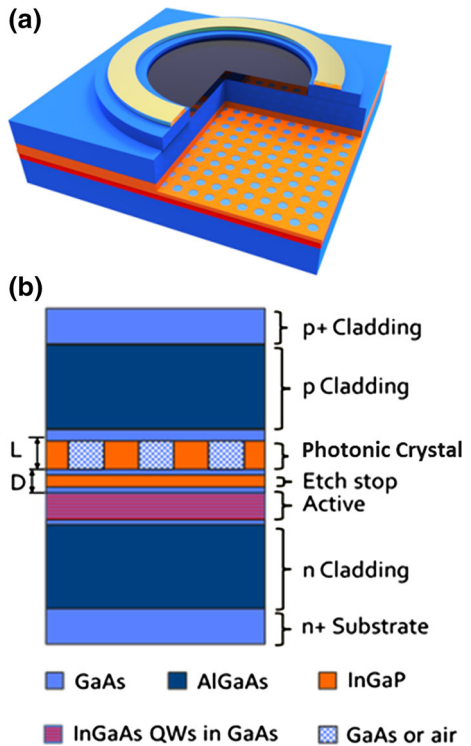 (a)
(b)
p+ Cladding
p Cladding
L
Photonic Crystal
D
Etch stop
Active
n Cladding
n+ Substrate
GaAs
AlGaAs
InGaP
InGaAs QWs in GaAs
GaAs or air